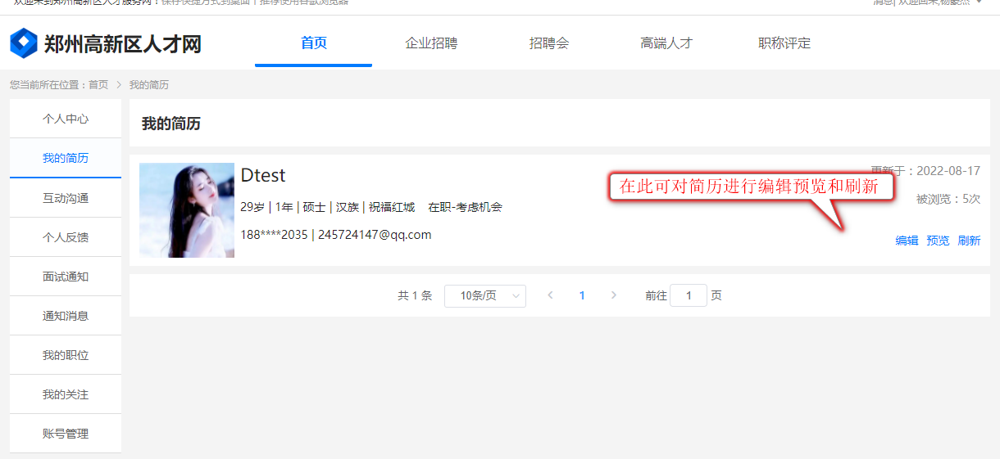 欢迎来到郑州高新区人才服务网！保存快捷方式到桌面 | 推荐使用谷歌浏览器
消息| 欢迎回来,杨
郑州高新区人才网
首页 企业招聘 招聘会 高端人才 职称评定
您当前所在位置：首页 > 我的简历
个人中心
我的简历
互动沟通
个人反馈
面试通知
通知消息
我的职位
我的关注
账号管理
我的简历
Dtest
更新于：2022-08-17
在此可对简历进行编辑预览和刷新
被浏览：5次
29岁 | 1年 | 硕士 | 汉族 | 祝福红城 在职-考虑机会
188****2035 | 245724147@qq.com
编辑 预览 刷新
共 1 条 10条/页 < 1 > 前往 1 页